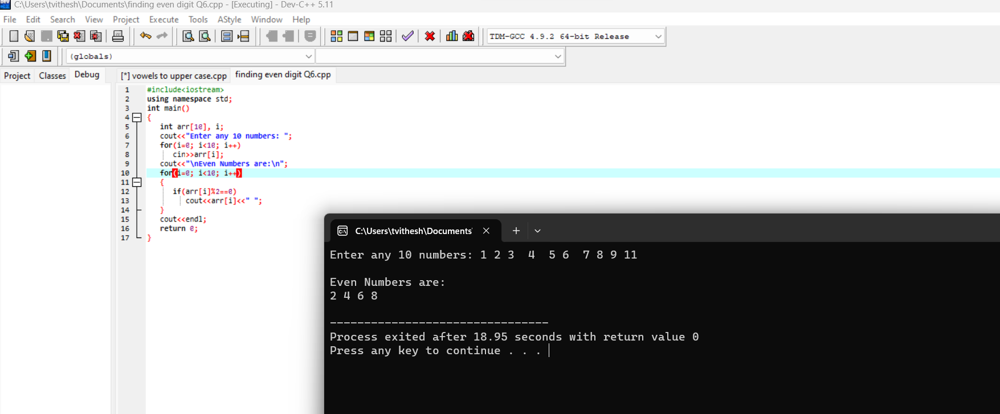 C:\Users\tvithesh\Documents\finding even digit Q6.cpp - [Executing] - Dev-C++ 5.11
File Edit Search View Project Execute Tools AStyle Window Help
TDM-GCC 4.9.2 64-bit Release
(globals)
Project Classes Debug [*] vowels to upper case.cpp finding even digit Q6.cpp
1 #include<iostream>
2 using namespace std;
3 int main()
4 {
5 int arr[10], i;
6 cout<<"Enter any 10 numbers: ";
7 for(i=0; i<10; i++)
8 cin>>arr[i];
9 cout<<"\nEven Numbers are:\n";
10 for(i=0; i<10; i++)
11 {
12 if(arr[i]%2==0)
13 cout<<arr[i]<<" ";
14 }
15 cout<<endl;
16 return 0;
17 }
C:\Users\tvithesh\Documents\
Enter any 10 numbers: 1 2 3  4  5 6  7 8 9 11
Even Numbers are:
2 4 6 8
--------------------------------
Process exited after 18.95 seconds with return value 0
Press any key to continue . . .